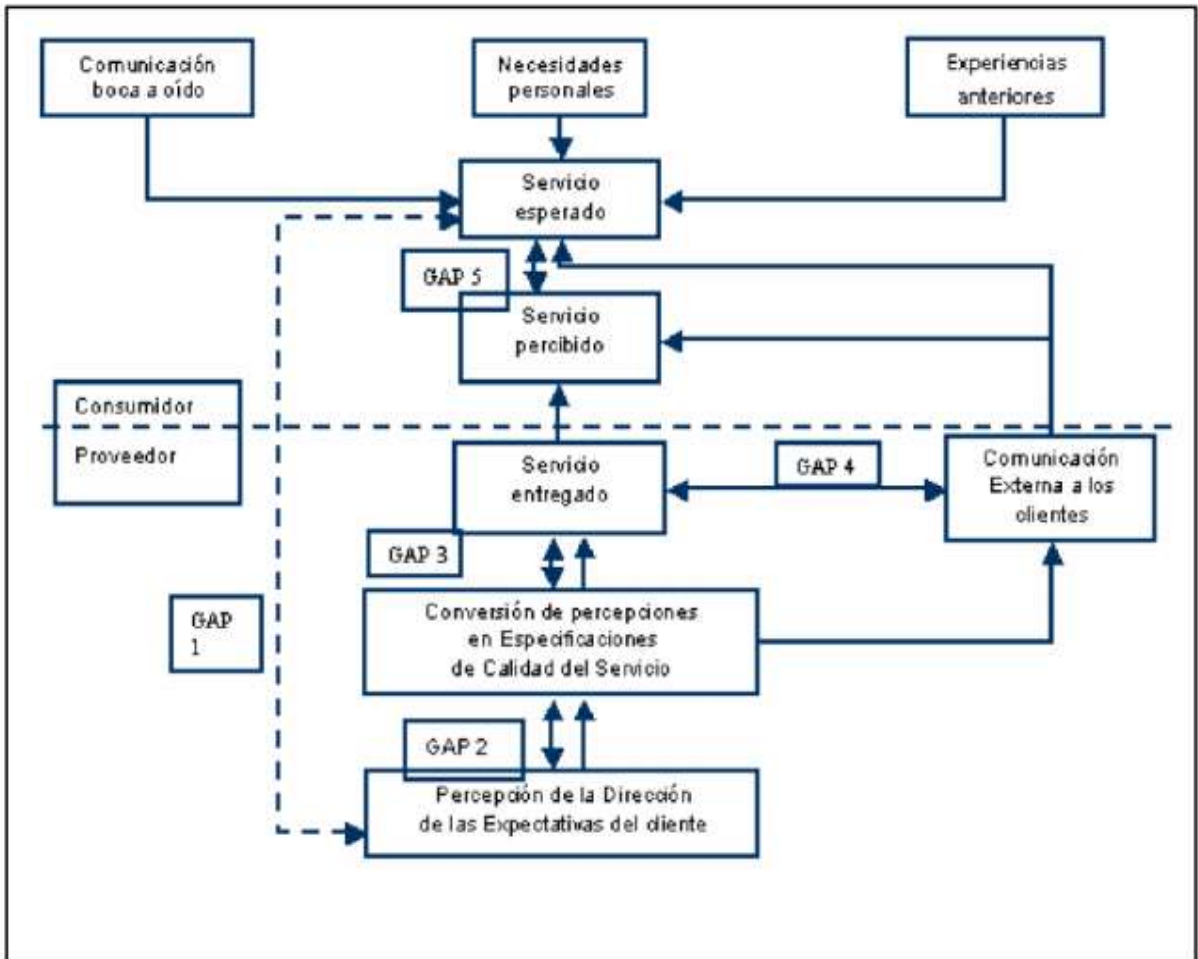 Comunicación
boca a oído
Necesidades
personales
Experiencias
anteriores
Servicio
esperado
GAP 5
Servicio
percibido
Consumidor
Proveedor
Servicio
entregado
GAP 4
Comunicación
Externa a los
clientes
GAP 3
GAP
1
Conversión de percepciones
en Especificaciones
de Calidad del Servicio
GAP 2
Percepción de la Dirección
de las Expectativas del cliente